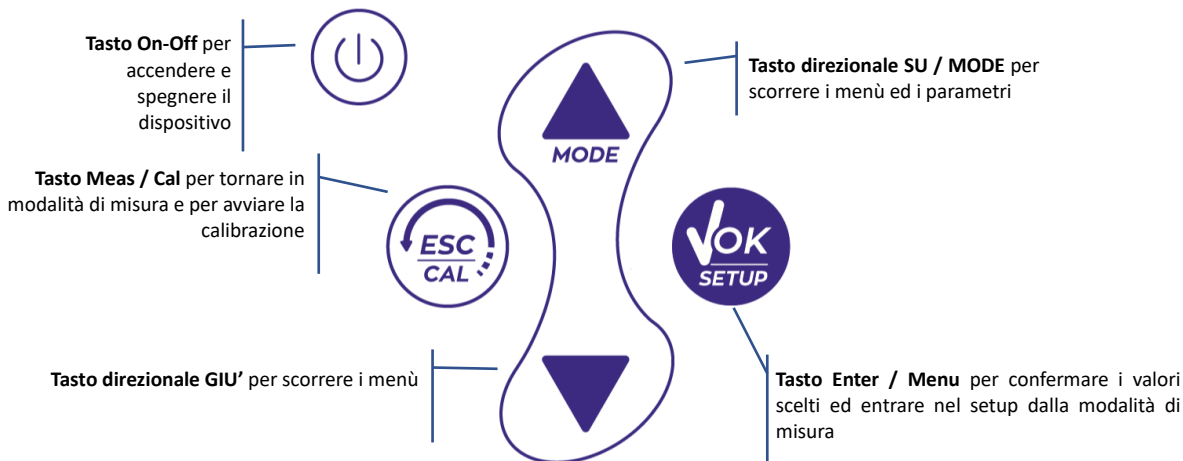 Tasto On-Off per
accendere e
spegnere il
dispositivo
Tasto direzionale SU / MODE per
scorrere i menù ed i parametri
MODE
Tasto Meas / Cal per tornare in
modalità di misura e per avviare la
calibrazione
ESC
CAL
OK
SETUP
Tasto direzionale GIU’ per scorrere i menù
Tasto Enter / Menu per confermare i valori
scelti ed entrare nel setup dalla modalità di
misura